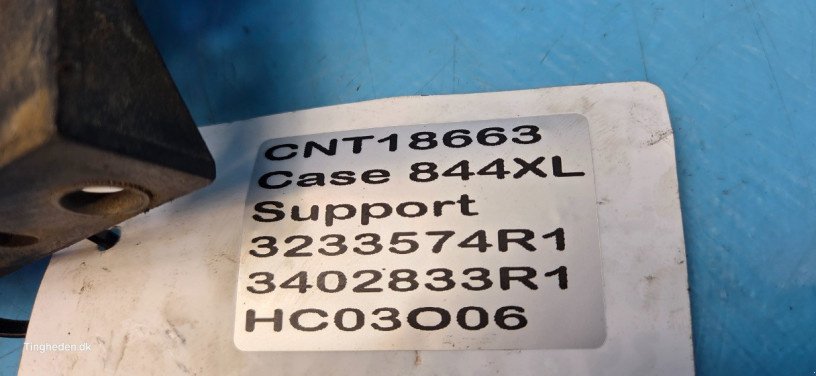 CNT18663
Case 844XL
Support
3233574R1
3402833R1
HC03O06
Tingheden.dk